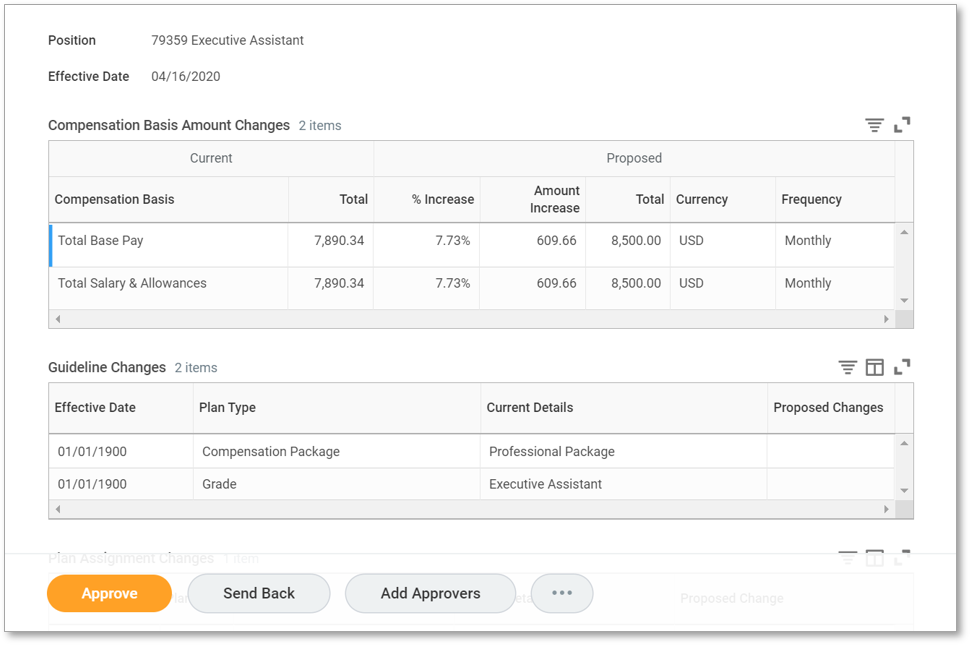 Position 79359 Executive Assistant
Effective Date 04/16/2020
Compensation Basis Amount Changes 2 items
Current Proposed
Compensation Basis Total % Increase Amount Increase Total Currency Frequency
Total Base Pay 7,890.34 7.73% 609.66 8,500.00 USD Monthly
Total Salary & Allowances 7,890.34 7.73% 609.66 8,500.00 USD Monthly
Guideline Changes 2 items
Effective Date Plan Type Current Details Proposed Changes
01/01/1900 Compensation Package Professional Package
01/01/1900 Grade Executive Assistant
Plan Assignment Changes 1 item
Approve Send Back Add Approvers Proposed Change